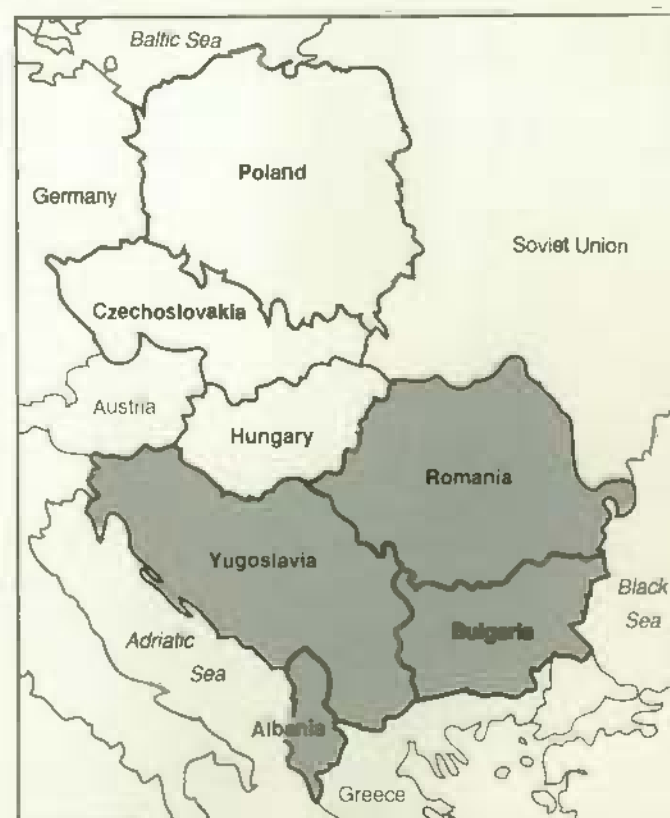 Baltic Sea
Poland
Germany
Soviet Union
Czechoslovakia
Austria
Hungary
Romania
Yugoslavia
Black
Sea
Bulgaria
Adriatic
Sea
Albania
Greece